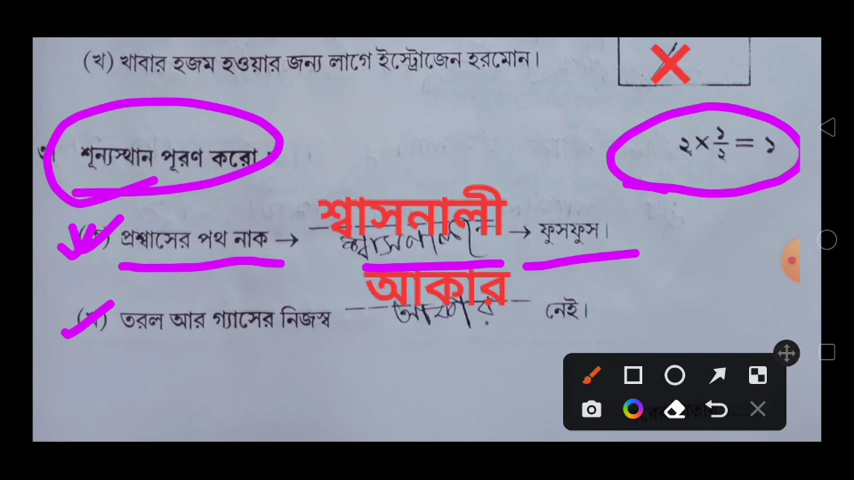 (খ) খাবার হজম হওয়ার জন্য লাগে ইস্ট্রোজেন হরমোন।
৩। শূন্যস্থান পূরণ করো : ২ × ১/২ = ১
শ্বাসনালী
(ক) প্রশ্বাসের পথ নাক → শ্বাসনালী → ফুসফুস।
আকার
(খ) তরল আর গ্যাসের নিজস্ব আকার নেই।